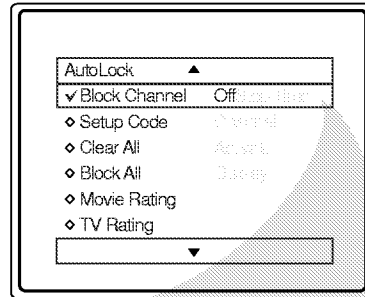 AutoLock ▲
✓ Block Channel Off
◇ Setup Code
◇ Clear All
◇ Block All
◇ Movie Rating
◇ TV Rating
▼